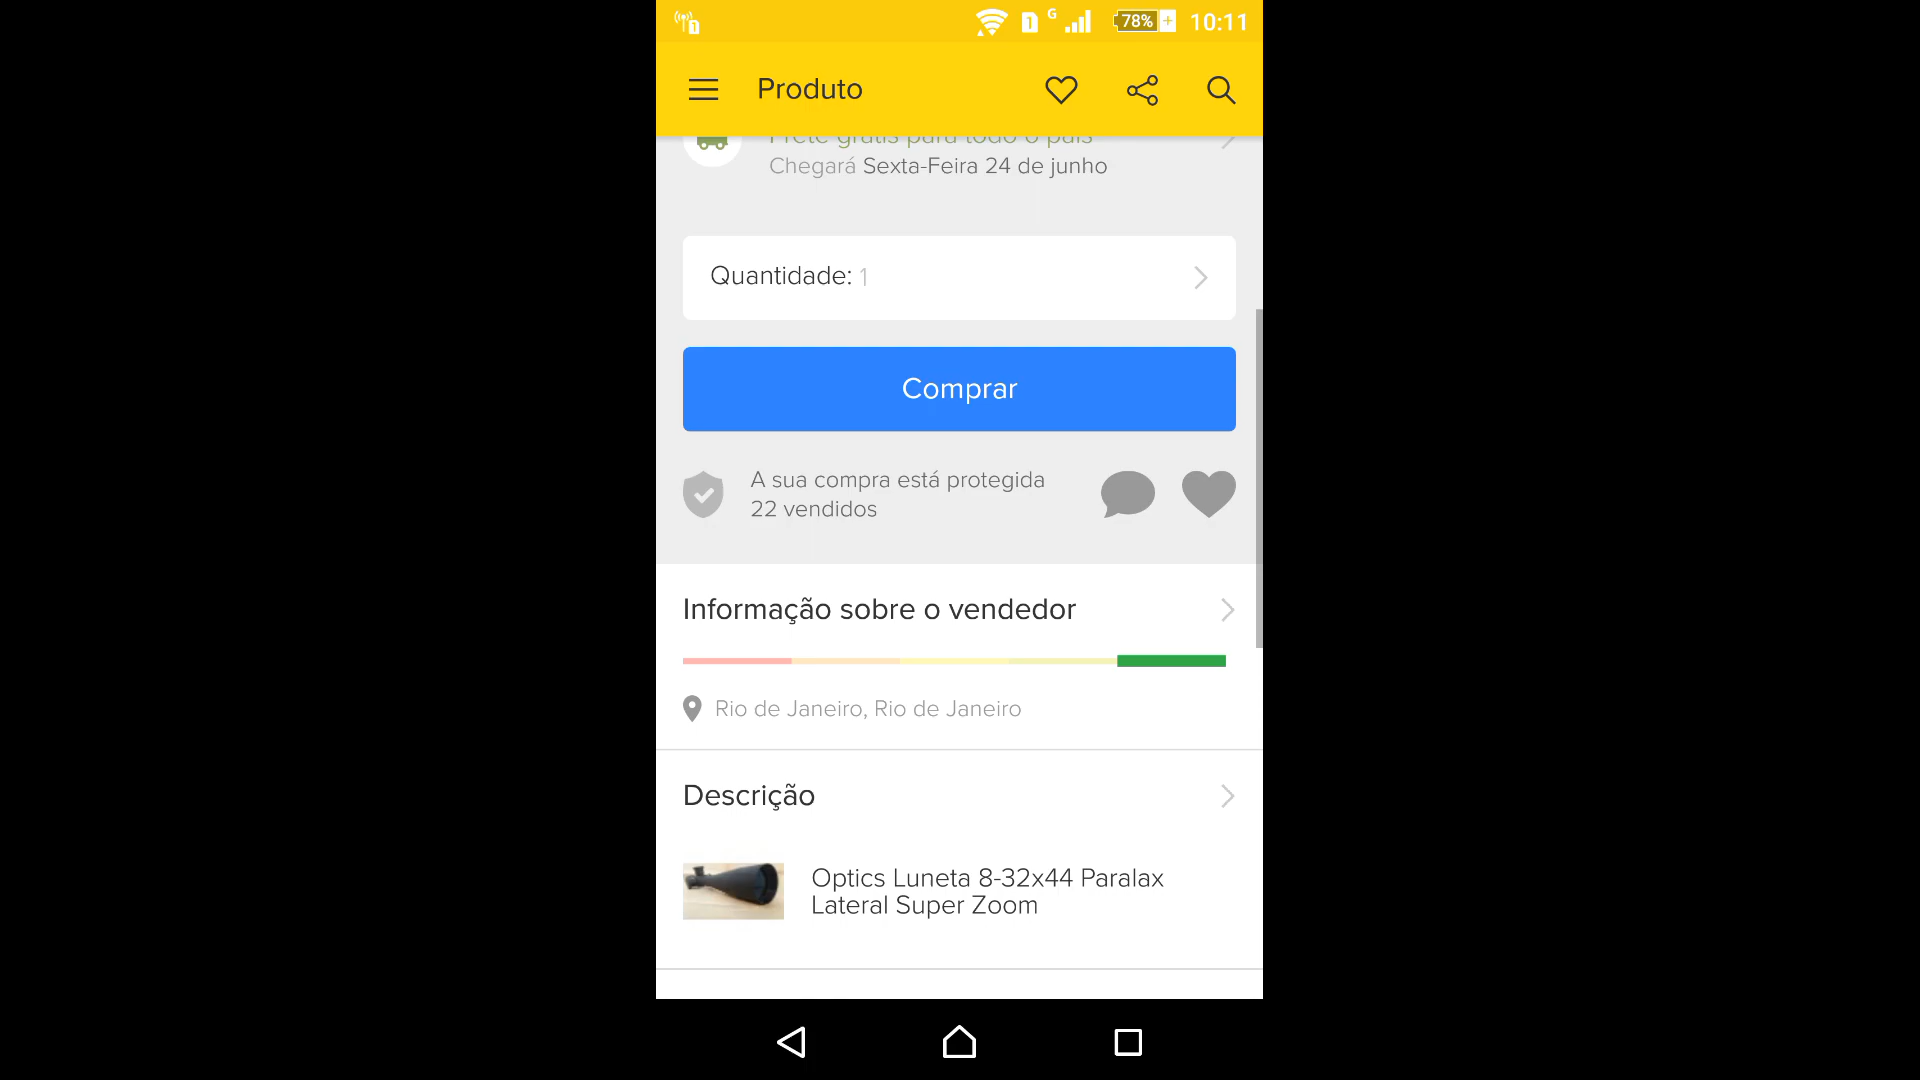 1
1
G
78%
10:11
Produto
Frete grátis para todo o país
Chegará Sexta-Feira 24 de junho
Quantidade: 1
Comprar
A sua compra está protegida
22 vendidos
Informação sobre o vendedor
Rio de Janeiro, Rio de Janeiro
Descrição
Optics Luneta 8-32x44 Paralax
Lateral Super Zoom